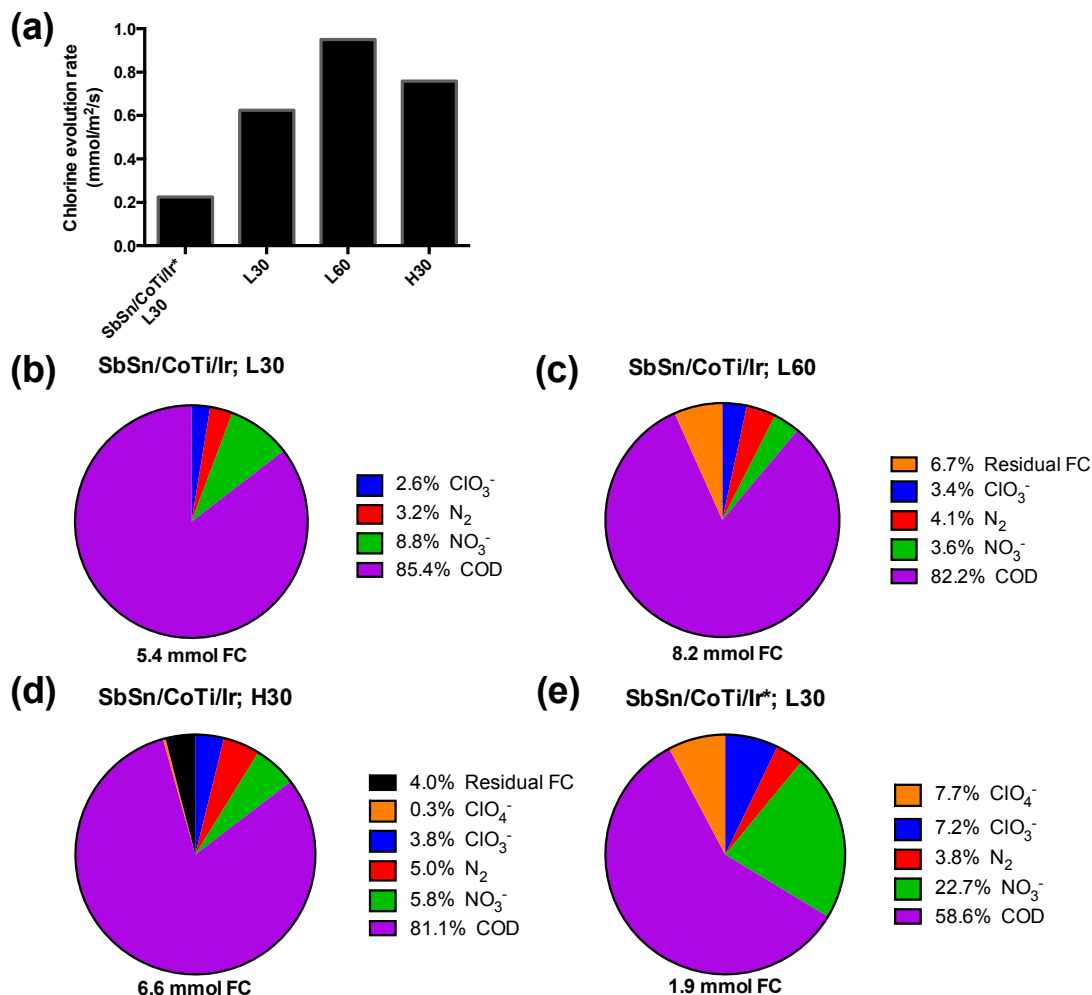 (a)
Chlorine evolution rate
(mmol/m²/s)
1.0
0.8
0.6
0.4
0.2
0.0
SbSn/CoTi/Ir*
L30
L30
L60
H30
(b)
SbSn/CoTi/Ir; L30
2.6% ClO₃⁻
3.2% N₂
8.8% NO₃⁻
85.4% COD
5.4 mmol FC
(c)
SbSn/CoTi/Ir; L60
6.7% Residual FC
3.4% ClO₃⁻
4.1% N₂
3.6% NO₃⁻
82.2% COD
8.2 mmol FC
(d)
SbSn/CoTi/Ir; H30
4.0% Residual FC
0.3% ClO₄⁻
3.8% ClO₃⁻
5.0% N₂
5.8% NO₃⁻
81.1% COD
6.6 mmol FC
(e)
SbSn/CoTi/Ir*; L30
7.7% ClO₄⁻
7.2% ClO₃⁻
3.8% N₂
22.7% NO₃⁻
58.6% COD
1.9 mmol FC